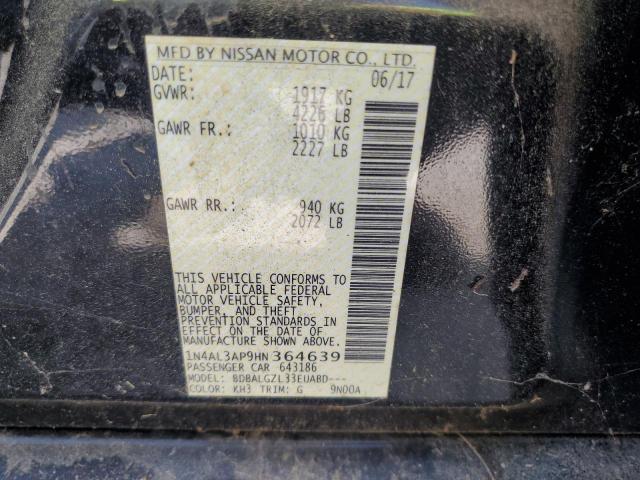 MFD BY NISSAN MOTOR CO., LTD.
DATE: 06/17
GVWR: 1917 KG
4226 LB
GAWR FR.: 1010 KG
2227 LB
GAWR RR.: 940 KG
2072 LB
THIS VEHICLE CONFORMS TO
ALL APPLICABLE FEDERAL
MOTOR VEHICLE SAFETY,
BUMPER, AND THEFT
PREVENTION STANDARDS IN
EFFECT ON THE DATE OF
MANUFACTURE SHOWN ABOVE.
1N4AL3AP9HN 364639
PASSENGER CAR 643186
MODEL: BDBALGZL33EUABD---
COLOR: KH3 TRIM: G 9N00A